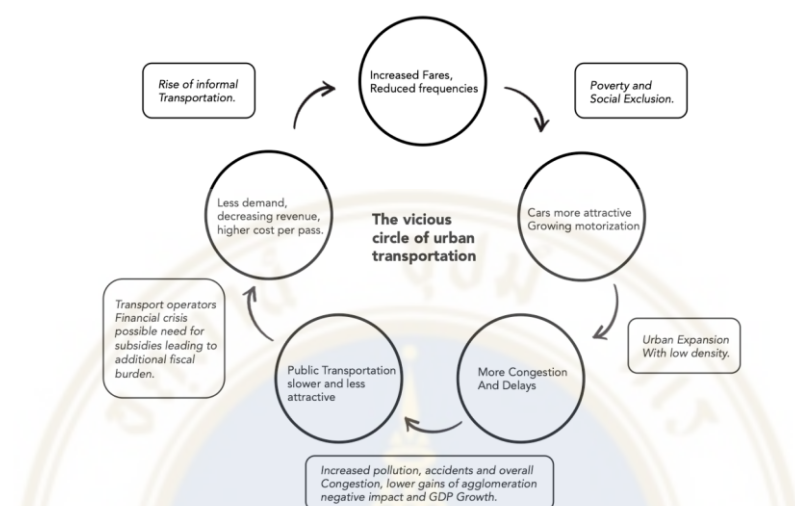 Increased Fares,
Reduced frequencies
Poverty and
Social Exclusion.
Cars more attractive
Growing motorization
Urban Expansion
With low density.
More Congestion
And Delays
Increased pollution, accidents and overall
Congestion, lower gains of agglomeration
negative impact and GDP Growth.
Public Transportation
slower and less
attractive
Transport operators
Financial crisis
possible need for
subsidies leading to
additional fiscal
burden.
Less demand,
decreasing revenue,
higher cost per pass.
Rise of informal
Transportation.
The vicious
circle of urban
transportation